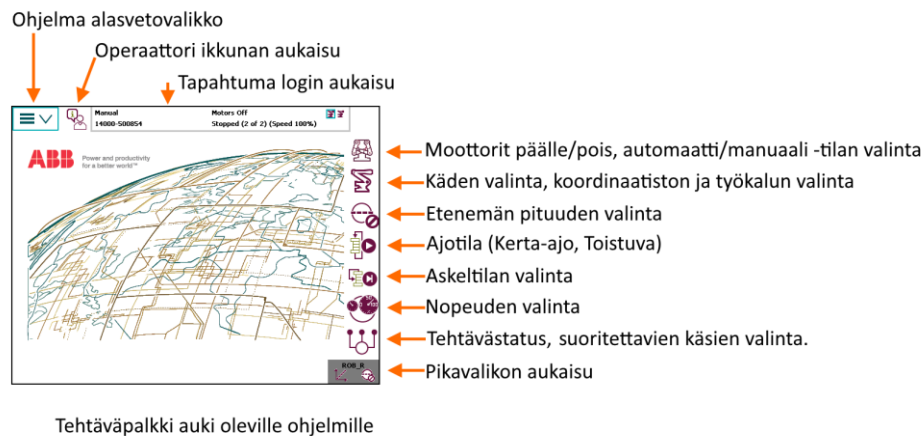 Ohjelma alasvetovalikko
Operaattori ikkunan aukaisu
Tapahtuma login aukaisu
Manual
14000-500854
Motors Off
Stopped (2 of 2) (Speed 100%)
ABB
Power and productivity
for a better world™
Moottorit päälle/pois, automaatti/manuaali -tilan valinta
Käden valinta, koordinaatiston ja työkalun valinta
Etenemän pituuden valinta
Ajotila (Kerta-ajo, Toistuva)
Askeltilan valinta
Nopeuden valinta
Tehtävästatus, suoritettavien käsien valinta.
ROB_R
Pikavalikon aukaisu
Tehtäväpalkki auki oleville ohjelmille